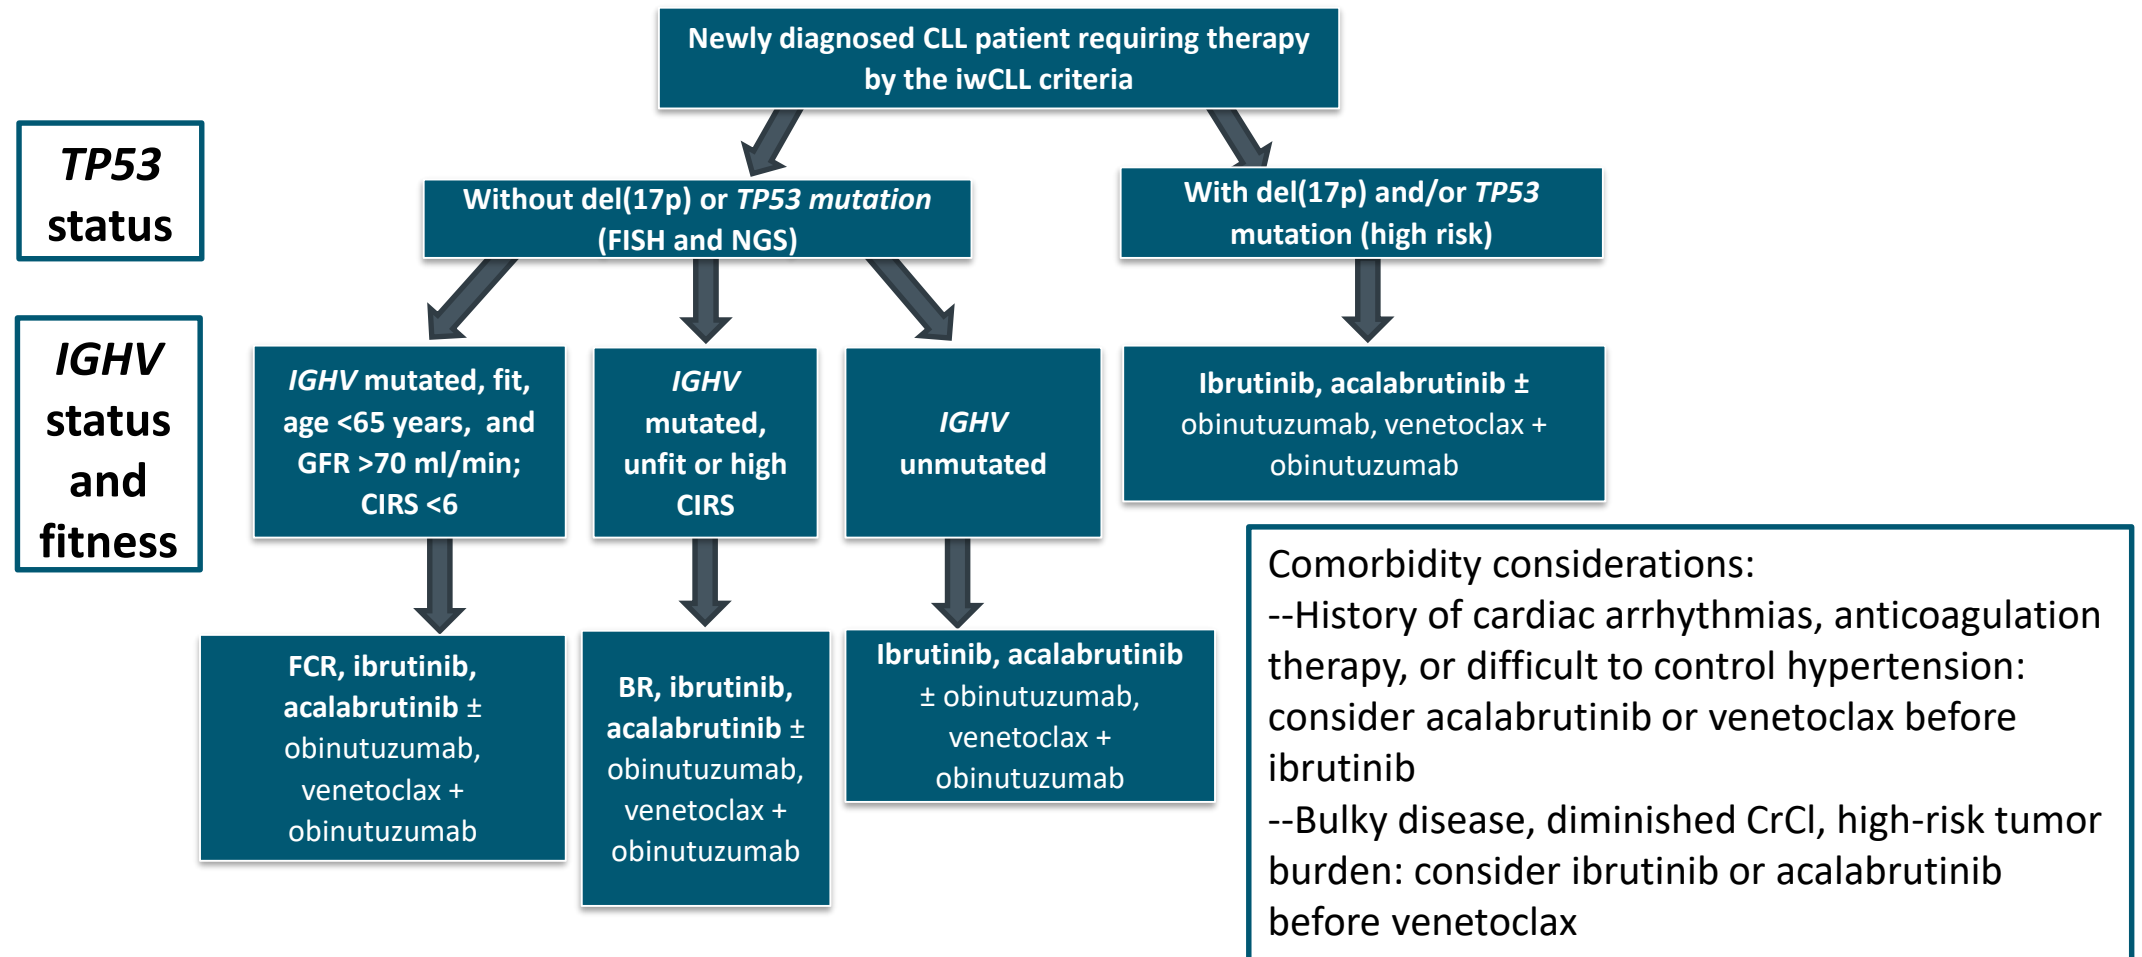 Newly diagnosed CLL patient requiring therapy
by the iwCLL criteria
TP53
status
Without del(17p) or TP53 mutation
(FISH and NGS)
With del(17p) and/or TP53
mutation (high risk)
IGHV
status
and
fitness
IGHV mutated, fit,
age <65 years, and
GFR >70 ml/min;
CIRS <6
IGHV
mutated,
unfit or high
CIRS
IGHV
unmutated
Ibrutinib, acalabrutinib ±
obinutuzumab, venetoclax +
obinutuzumab
FCR, ibrutinib,
acalabrutinib ±
obinutuzumab,
venetoclax +
obinutuzumab
BR, ibrutinib,
acalabrutinib ±
obinutuzumab,
venetoclax +
obinutuzumab
Ibrutinib, acalabrutinib
± obinutuzumab,
venetoclax +
obinutuzumab
Comorbidity considerations:
--History of cardiac arrhythmias, anticoagulation
therapy, or difficult to control hypertension:
consider acalabrutinib or venetoclax before
ibrutinib
--Bulky disease, diminished CrCl, high-risk tumor
burden: consider ibrutinib or acalabrutinib
before venetoclax